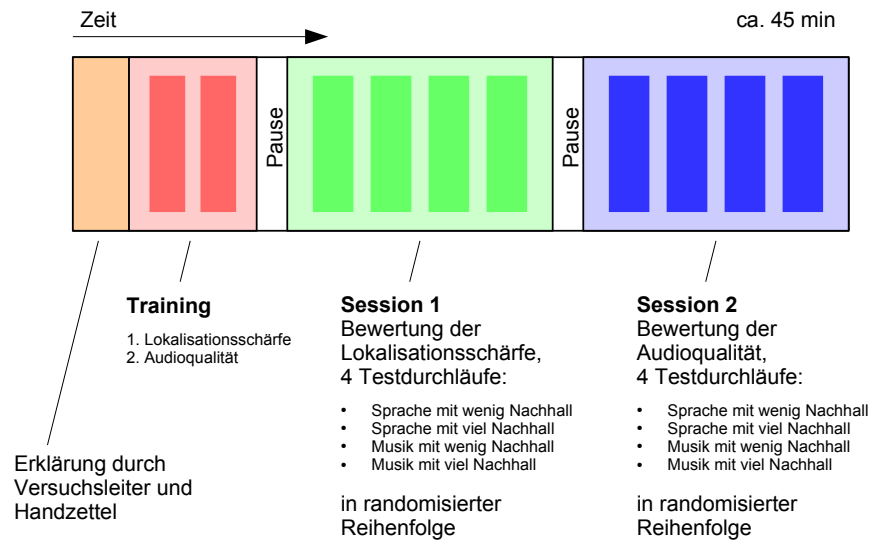 Zeit
ca. 45 min
Pause
Pause
Training
1. Lokalisationsschärfe
2. Audioqualität
Session 1
Bewertung der
Lokalisationsschärfe,
4 Testdurchläufe:
• Sprache mit wenig Nachhall
• Sprache mit viel Nachhall
• Musik mit wenig Nachhall
• Musik mit viel Nachhall
in randomisierter
Reihenfolge
Session 2
Bewertung der
Audioqualität,
4 Testdurchläufe:
• Sprache mit wenig Nachhall
• Sprache mit viel Nachhall
• Musik mit wenig Nachhall
• Musik mit viel Nachhall
in randomisierter
Reihenfolge
Erklärung durch
Versuchsleiter und
Handzettel